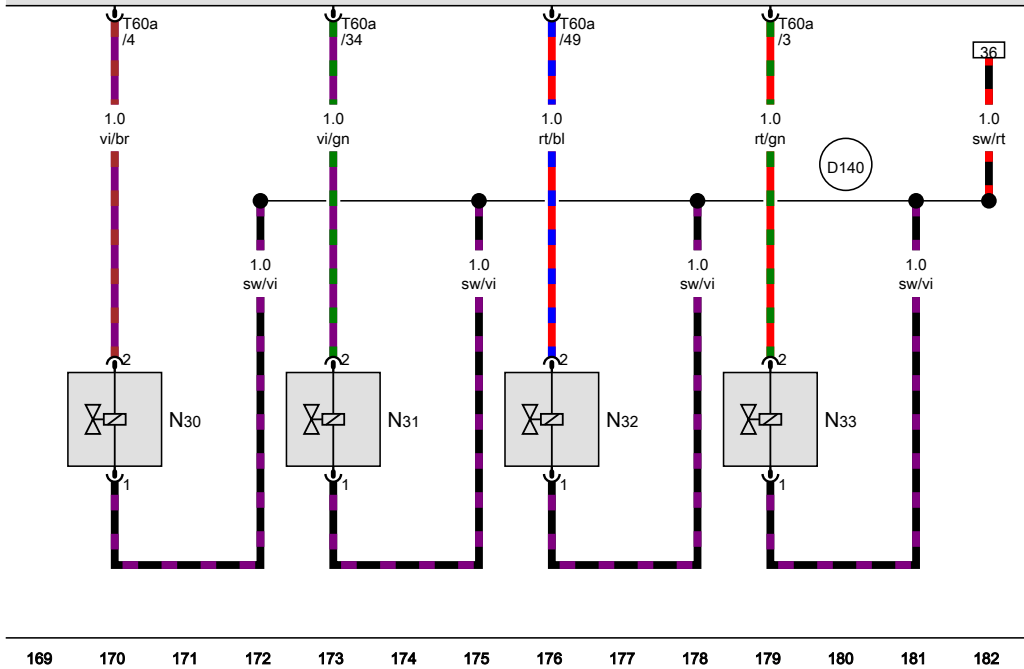 T60a
/4
T60a
/34
T60a
/49
T60a
/3
36
1.0
vi/br
1.0
vi/gn
1.0
rt/bl
1.0
rt/gn
1.0
sw/rt
D140
1.0
sw/vi
1.0
sw/vi
1.0
sw/vi
1.0
sw/vi
2
2
2
2
N30
N31
N32
N33
1
1
1
1
169 170 171 172 173 174 175 176 177 178 179 180 181 182